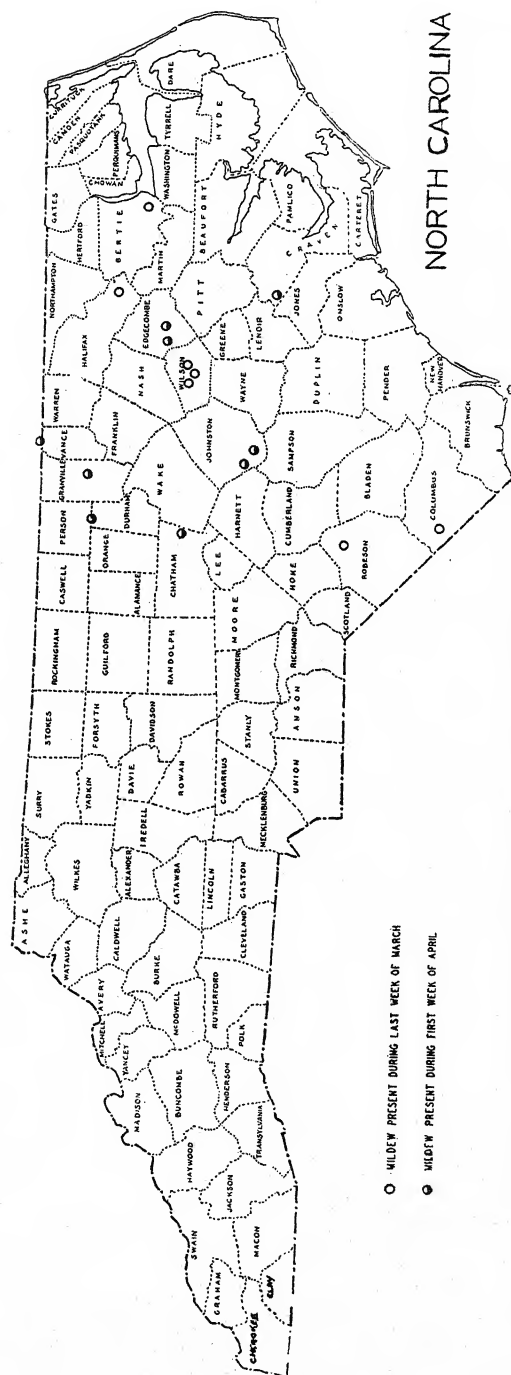 NORTH CAROLINA
CURRITUCK
CAMDEN
PASQUOTANK
PERQUIMANS
CHOWAN
GATES
HERTFORD
NORTHAMPTON
BERTIE
HALIFAX
WARREN
VANCE
GRANVILLE
PERSON
CASWELL
ROCKINGHAM
STOKES
SURRY
ALLEGHANY
ASHE
DARE
TYRRELL
WASHINGTON
HYDE
MARTIN
BEAUFORT
EDGECOMBE
PITT
NASH
WILSON
FRANKLIN
WAKE
DURHAM
ORANGE
ALAMANCE
GUILFORD
FORSYTH
YADKIN
WILKES
WATAUGA
AVERY
MITCHELL
YANCEY
MADISON
CALDWELL
ALEXANDER
IREDELL
DAVIE
DAVIDSON
RANDOLPH
CHATHAM
LEE
HARNETT
JOHNSTON
WAYNE
GREENE
LENOIR
CRAVEN
PAMLICO
CARTERET
JONES
ONSLOW
DUPLIN
SAMPSON
CUMBERLAND
HOKE
MOORE
MONTGOMERY
STANLY
CABARRUS
ROWAN
CATAWBA
LINCOLN
BURKE
MCDOWELL
BUNCOMBE
HAYWOOD
SWAIN
GRAHAM
CHEROKEE
CLAY
MACON
JACKSON
TRANSYLVANIA
HENDERSON
POLK
RUTHERFORD
CLEVELAND
GASTON
MECKLENBURG
UNION
ANSON
RICHMOND
SCOTLAND
ROBESON
BLADEN
PENDER
NEW HANOVER
BRUNSWICK
COLUMBUS
MILDEW PRESENT DURING LAST WEEK OF MARCH
MILDEW PRESENT DURING FIRST WEEK OF APRIL